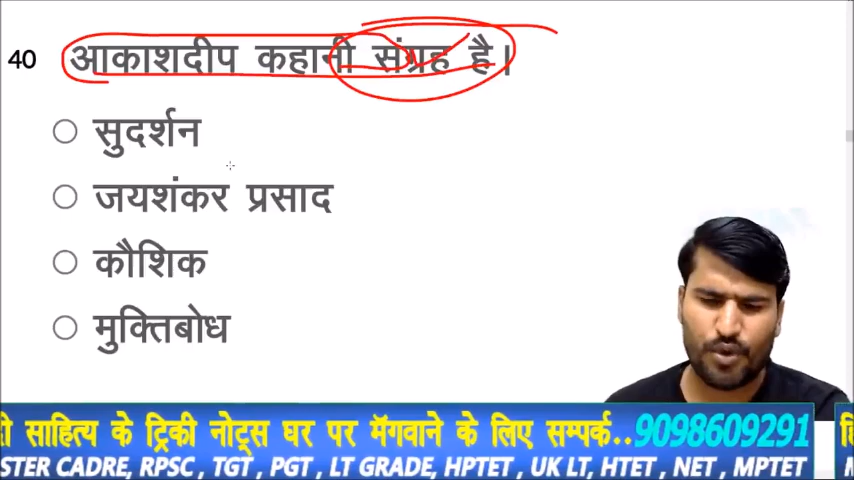 40 आकाशदीप कहानी संग्रह है।
सुदर्शन
जयशंकर प्रसाद
कौशिक
मुक्तिबोध
साहित्य के ट्रिकी नोट्स घर पर मॅगवाने के लिए सम्पर्क..9098609291
STER CADRE, RPSC , TGT , PGT , LT GRADE, HPTET , UK LT, HTET , NET , MPTET